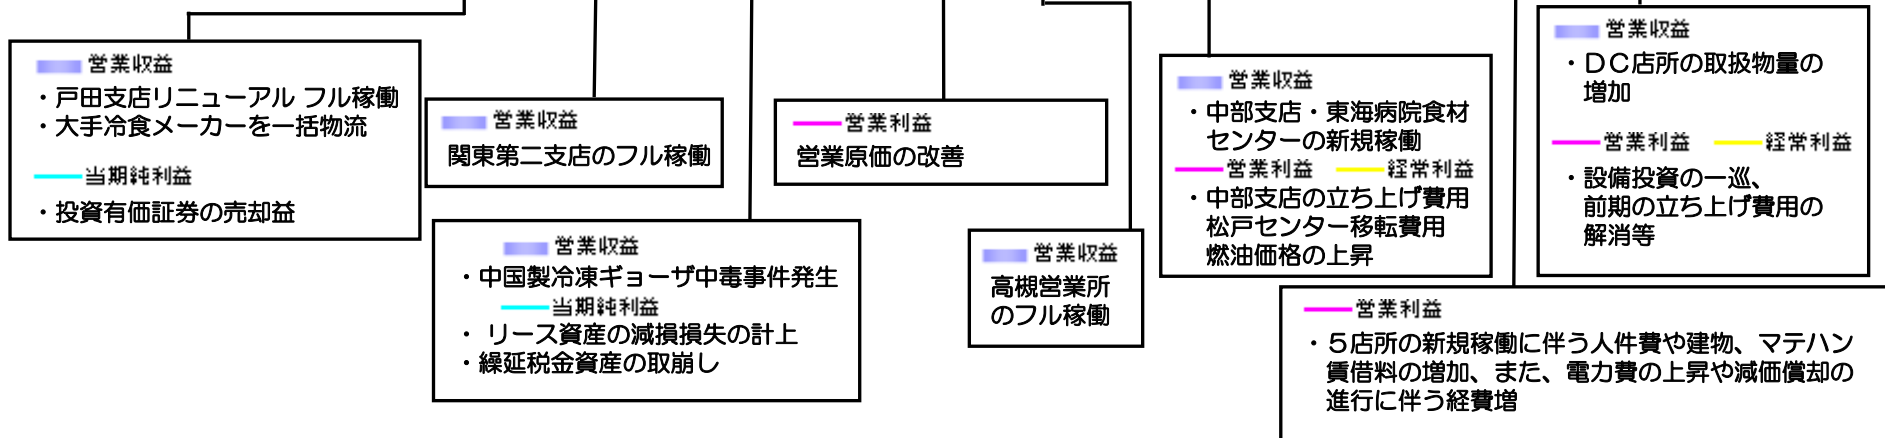 営業収益
・戸田支店リニューアル フル稼働
・大手冷食メーカーを一括物流
当期純利益
・投資有価証券の売却益
営業収益
関東第二支店のフル稼働
営業収益
・中国製冷凍ギョーザ中毒事件発生
当期純利益
・ リース資産の減損損失の計上
・繰延税金資産の取崩し
営業利益
営業原価の改善
営業収益
高槻営業所
のフル稼働
営業収益
・中部支店・東海病院食材
センターの新規稼働
営業利益 経常利益
・中部支店の立ち上げ費用
松戸センター移転費用
燃油価格の上昇
営業利益
・５店所の新規稼働に伴う人件費や建物、マテハン
賃借料の増加、また、電力費の上昇や減価償却の
進行に伴う経費増
営業収益
・ＤＣ店所の取扱物量の
増加
営業利益 経常利益
・設備投資の一巡、
前期の立ち上げ費用の
解消等